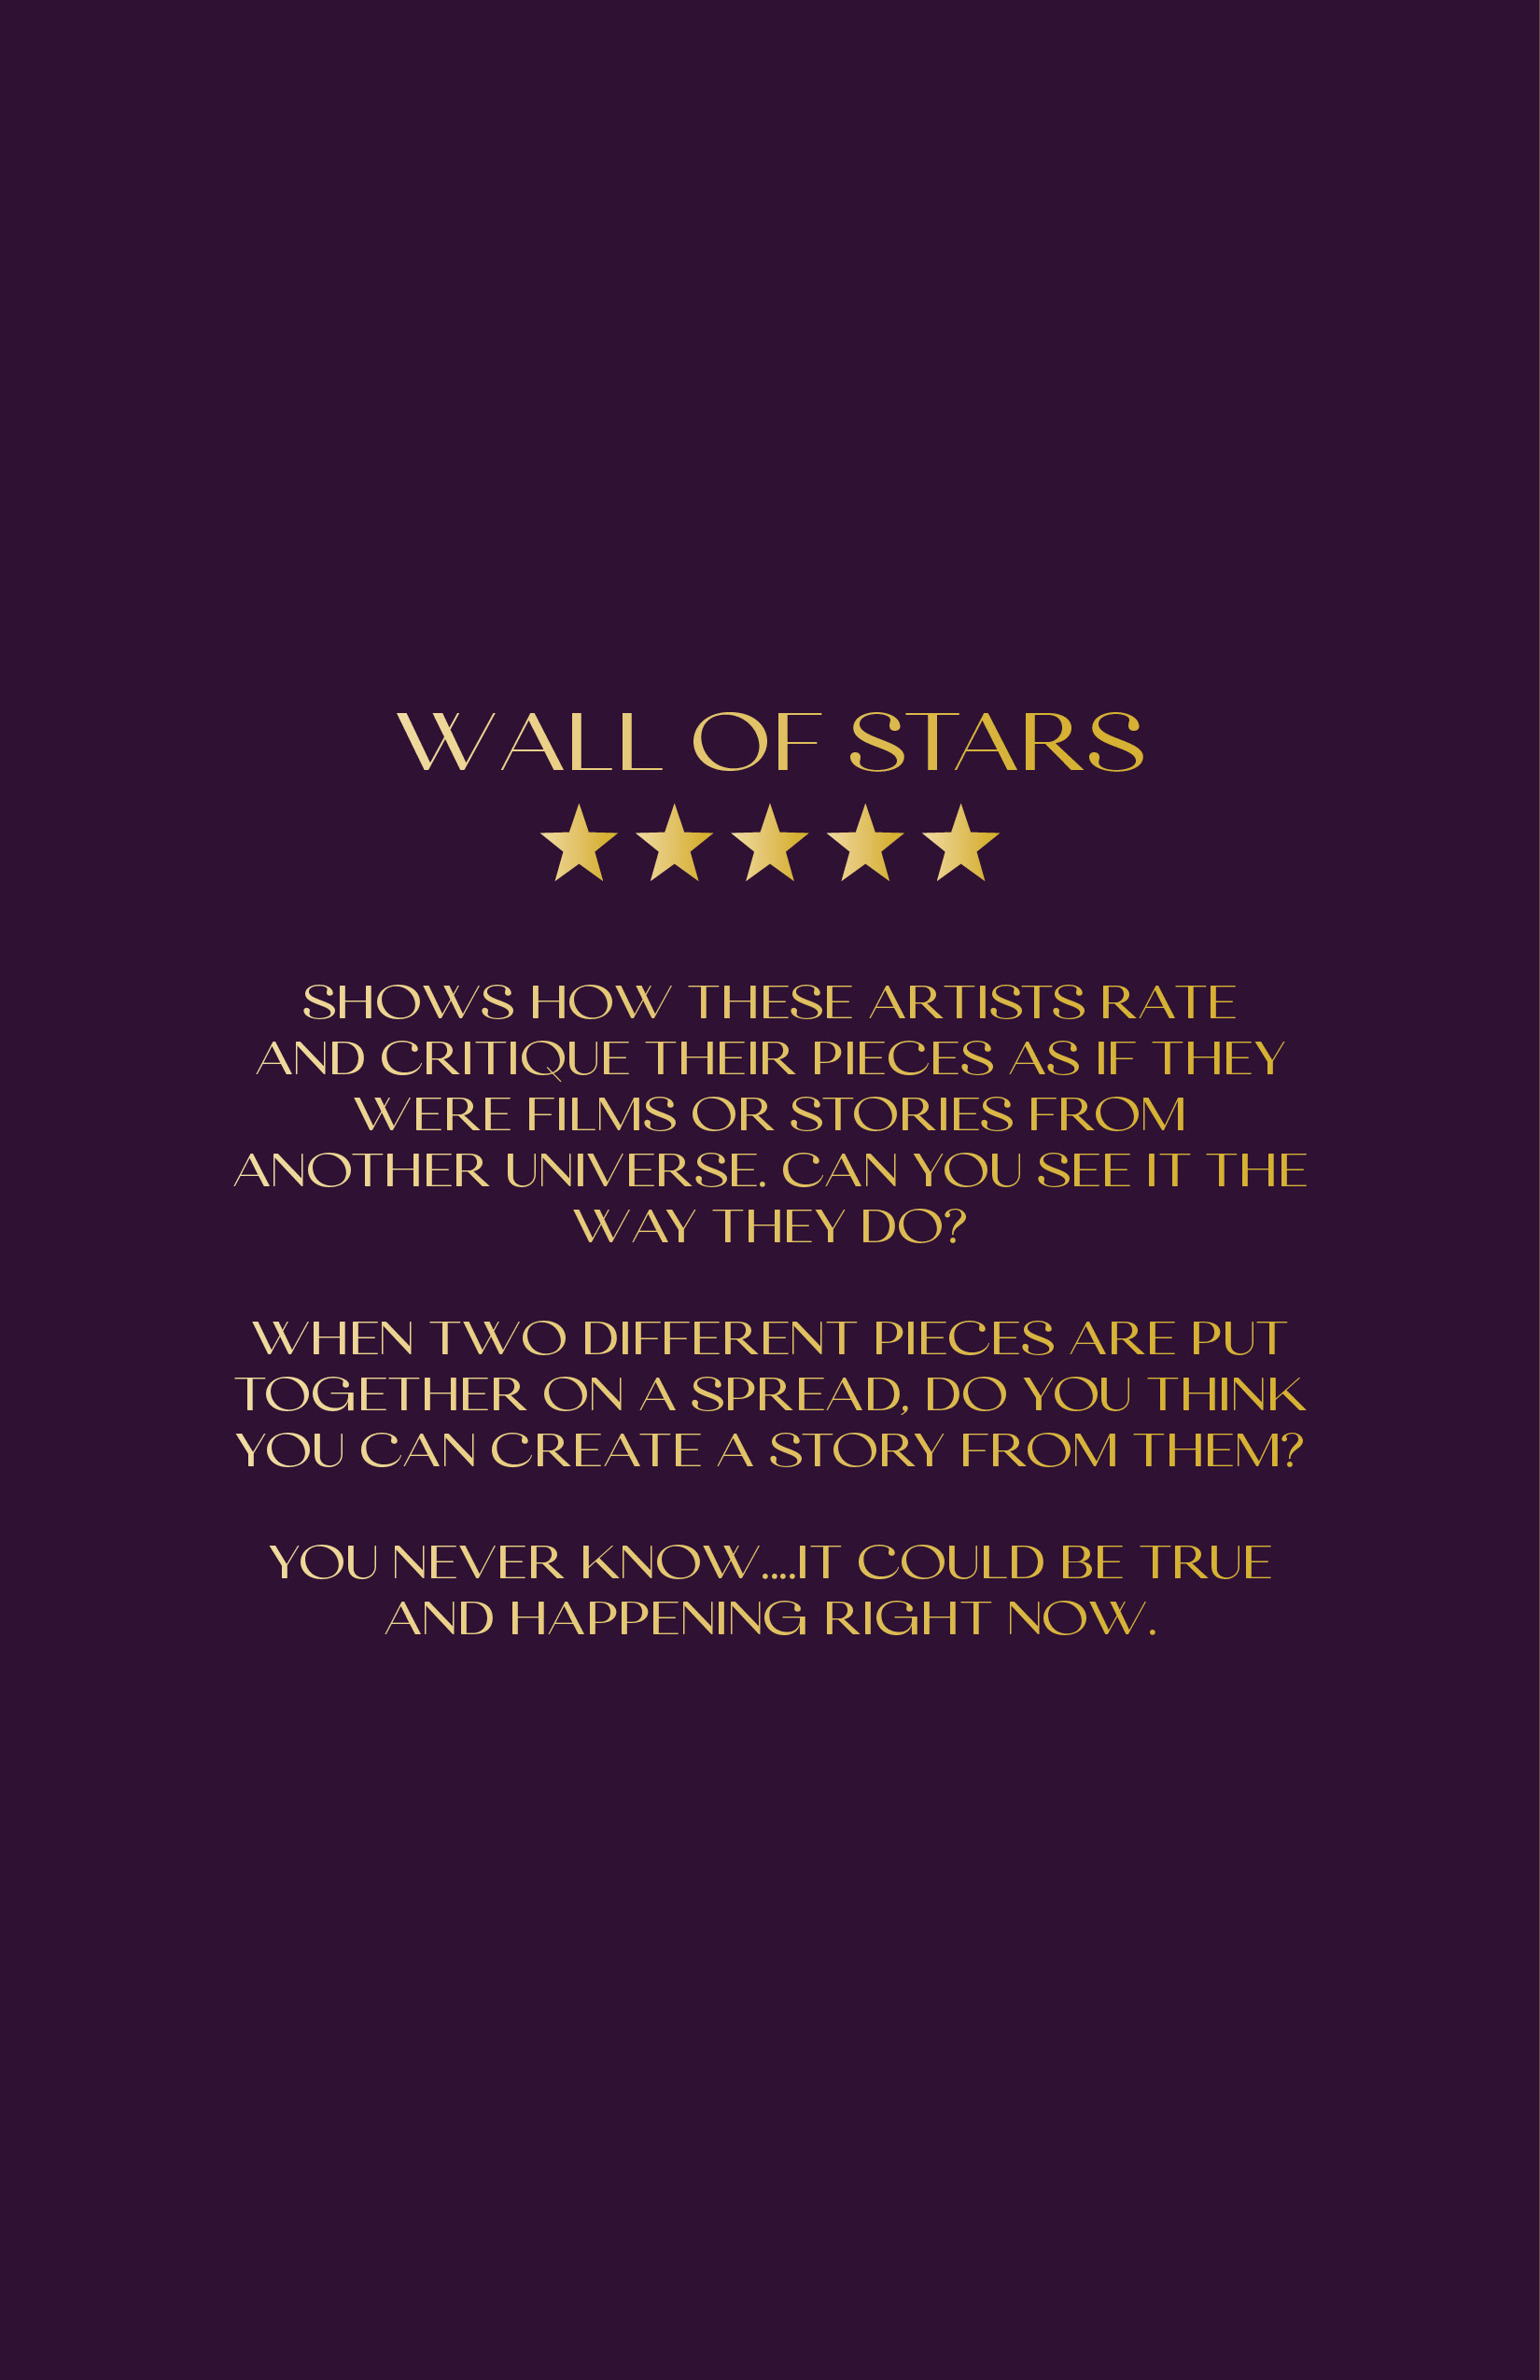 WALL OF STARS
SHOWS HOW THESE ARTISTS RATE
AND CRITIQUE THEIR PIECES AS IF THEY
WERE FILMS OR STORIES FROM
ANOTHER UNIVERSE. CAN YOU SEE IT THE
WAY THEY DO?
WHEN TWO DIFFERENT PIECES ARE PUT
TOGETHER ON A SPREAD, DO YOU THINK
YOU CAN CREATE A STORY FROM THEM?
YOU NEVER KNOW....IT COULD BE TRUE
AND HAPPENING RIGHT NOW.